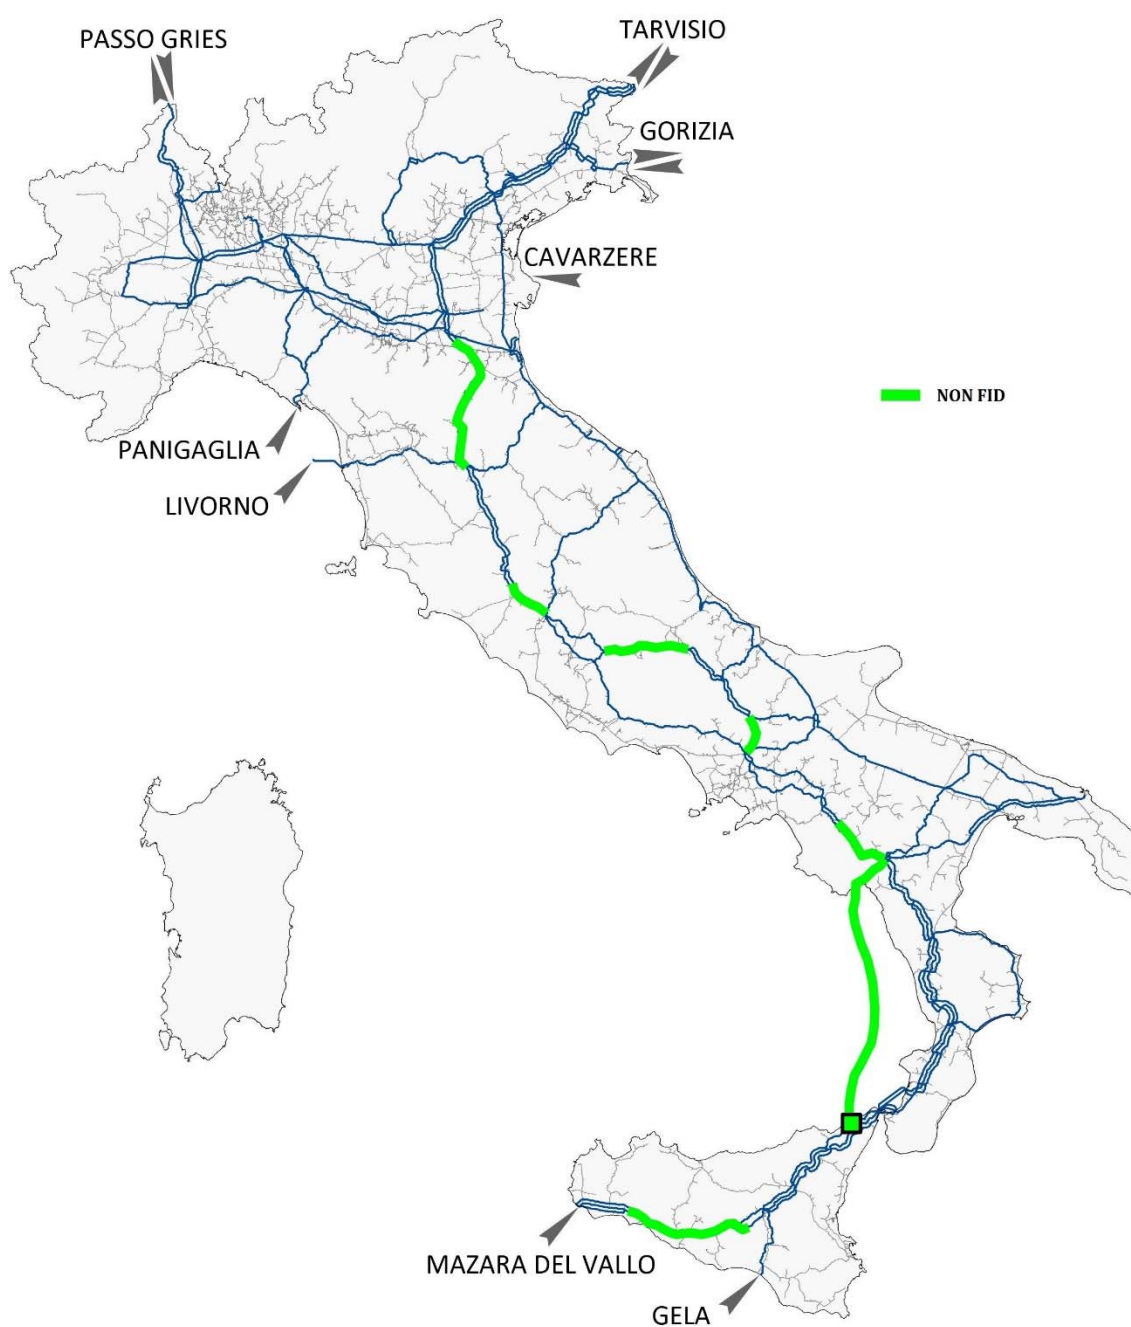 PASSO GRIES
TARVISIO
GORIZIA
CAVARZERE
NON FID
PANIGAGLIA
LIVORNO
MAZARA DEL VALLO
GELA